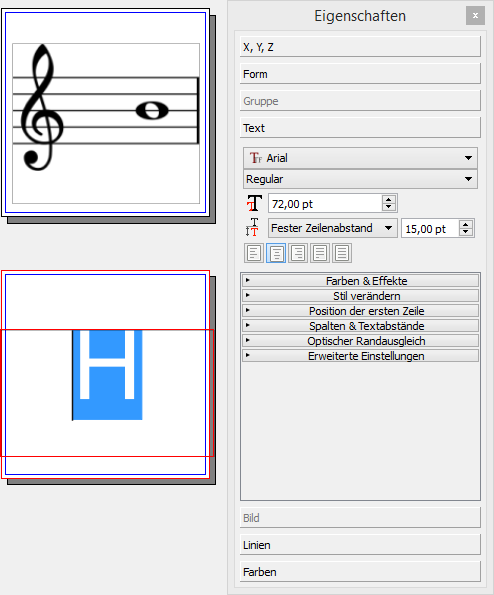 Eigenschaften
x
X, Y, Z
Form
Gruppe
Text
Arial
Regular
72,00 pt
Fester Zeilenabstand
15,00 pt
Farben & Effekte
Stil verändern
Position der ersten Zeile
Spalten & Textabstände
Optischer Randausgleich
Erweiterte Einstellungen
Bild
Linien
Farben
H